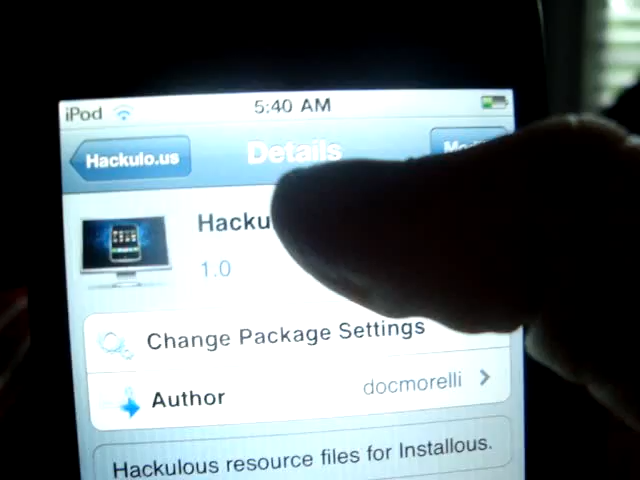 iPod 5:40 AM
Hackulo.us Details
1.0
Change Package Settings
Author docmorelli
Hackulous resource files for Installous.